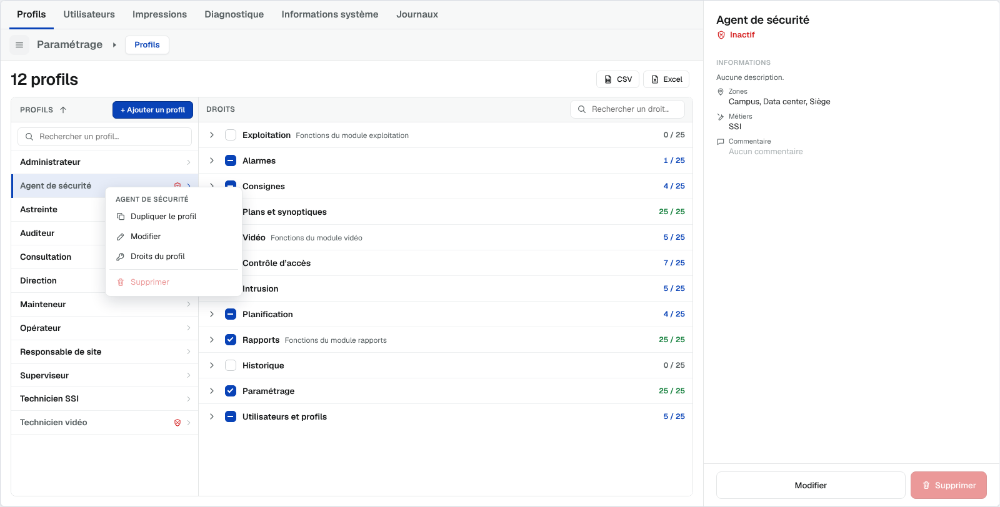 Profils
Utilisateurs
Impressions
Diagnostique
Informations système
Journaux
Paramétrage
Profils
12 profils
CSV
Excel
PROFILS
+ Ajouter un profil
Rechercher un profil...
Administrateur
Agent de sécurité
Astreinte
Auditeur
Consultation
Direction
Mainteneur
Opérateur
Responsable de site
Superviseur
Technicien SSI
Technicien vidéo
AGENT DE SÉCURITÉ
Dupliquer le profil
Modifier
Droits du profil
Supprimer
DROITS
Rechercher un droit...
Exploitation Fonctions du module exploitation 0 / 25
Alarmes 1 / 25
Consignes 4 / 25
Plans et synoptiques 25 / 25
Vidéo Fonctions du module vidéo 5 / 25
Contrôle d’accès 7 / 25
Intrusion 5 / 25
Planification 4 / 25
Rapports Fonctions du module rapports 25 / 25
Historique 0 / 25
Paramétrage 25 / 25
Utilisateurs et profils 5 / 25
Agent de sécurité
Inactif
INFORMATIONS
Aucune description.
Zones
Campus, Data center, Siège
Métiers
SSI
Commentaire
Aucun commentaire
Modifier
Supprimer